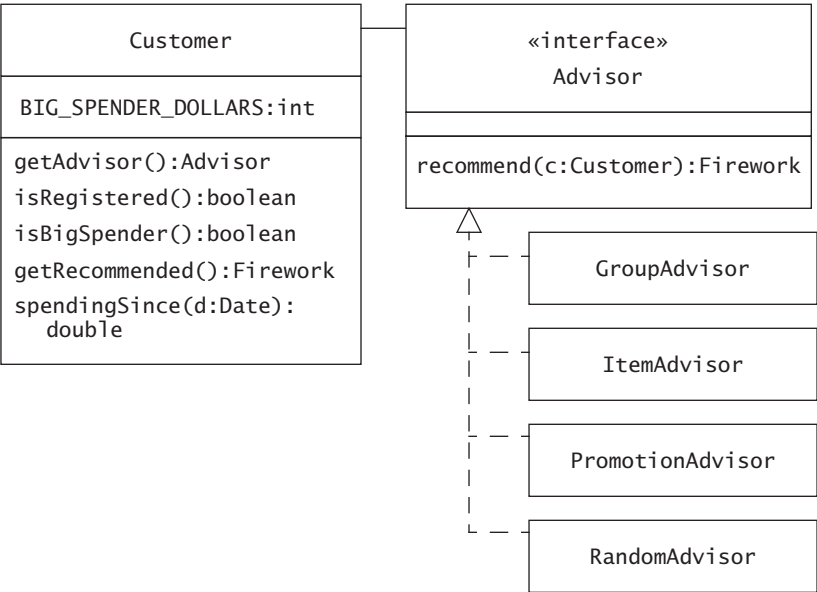 Customer
BIG_SPENDER_DOLLARS:int
getAdvisor():Advisor
isRegistered():boolean
isBigSpender():boolean
getRecommended():Firework
spendingSince(d:Date):
double
«interface»
Advisor
recommend(c:Customer):Firework
GroupAdvisor
ItemAdvisor
PromotionAdvisor
RandomAdvisor